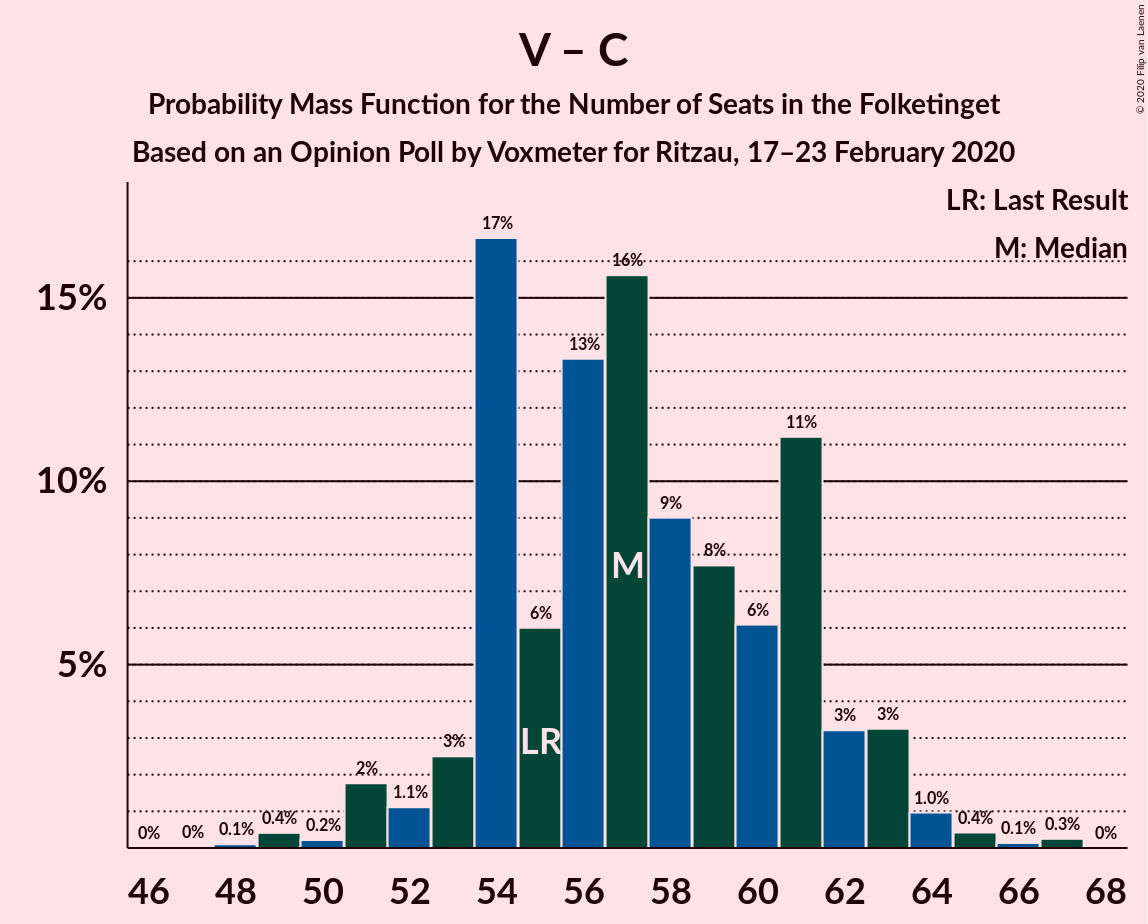 V – C
Probability Mass Function for the Number of Seats in the Folketinget
Based on an Opinion Poll by Voxmeter for Ritzau, 17–23 February 2020
© 2020 Filip van Laenen
LR: Last Result
M: Median
15%
10%
5%
0%
0%
0.1%
0.4%
0.2%
2%
1.1%
3%
17%
6%
13%
16%
9%
8%
6%
11%
3%
3%
1.0%
0.4%
0.1%
0.3%
0%
LR
M
46 48 50 52 54 56 58 60 62 64 66 68